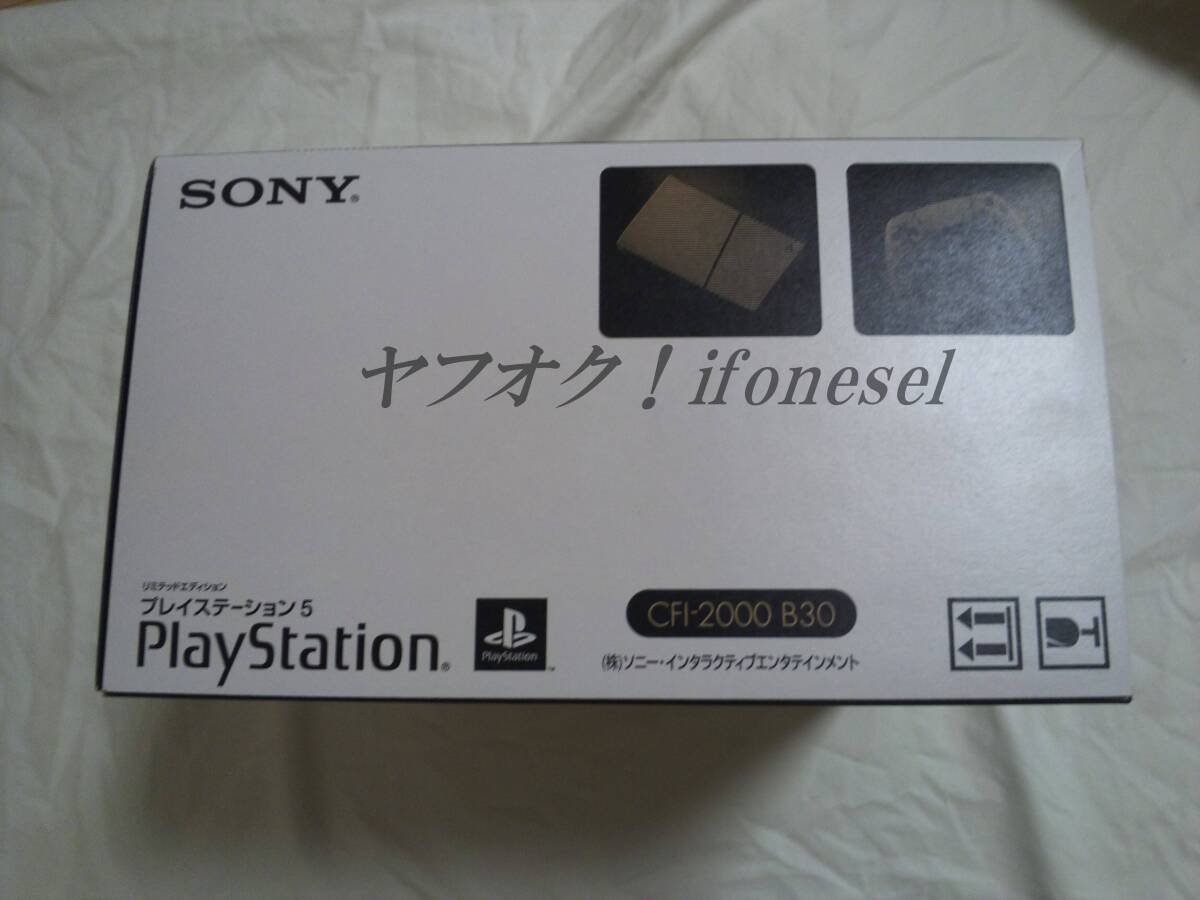 SONY®
ヤフオク！ifonesel
リミテッドエディション
プレイステーション5
PlayStation®
PlayStation™
CFI-2000 B30
(株)ソニー・インタラクティブエンタテインメント